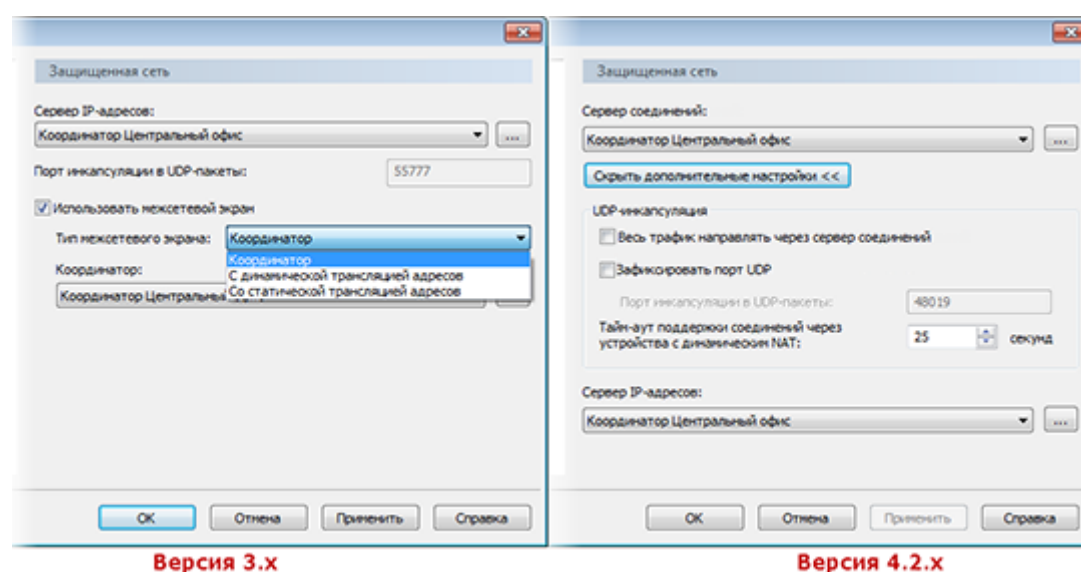 Защищенная сеть
Сервер IP-адресов:
Координатор Центральный офис
...
Порт инкапсуляции в UDP-пакеты:
55777
Использовать межсетевой экран
Тип межсетевого экрана:
Координатор
Координатор
С динамической трансляцией адресов
Со статической трансляцией адресов
Координатор:
Координатор Центральный
OK
Отмена
Применить
Справка
Версия 3.x
Защищенная сеть
Сервер соединений:
Координатор Центральный офис
...
Скрыть дополнительные настройки <<
UDP-инкапсуляция
Весь трафик направлять через сервер соединений
Зафиксировать порт UDP
Порт инкапсуляции в UDP-пакеты:
48019
Тайм-аут поддержки соединений через
устройства с динамическим NAT:
25
секунд
Сервер IP-адресов:
Координатор Центральный офис
...
OK
Отмена
Применить
Справка
Версия 4.2.x